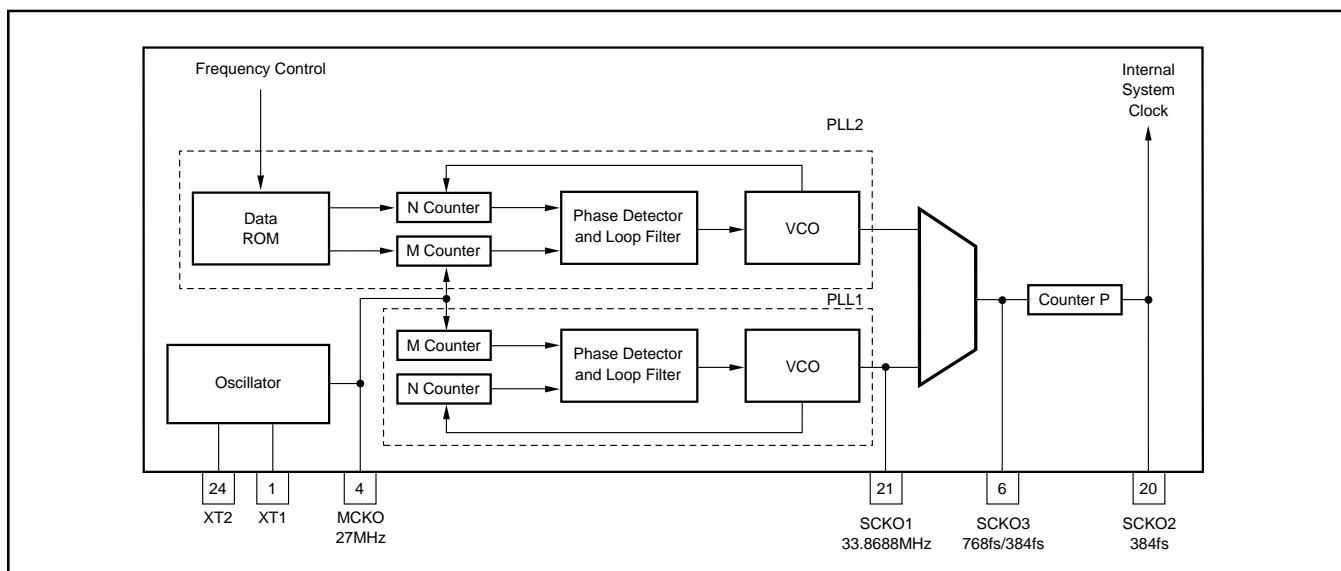 Frequency Control
Internal
System
Clock
PLL2
Data
ROM
N Counter
M Counter
Phase Detector
and Loop Filter
VCO
PLL1
Counter P
Oscillator
M Counter
N Counter
Phase Detector
and Loop Filter
VCO
24
1
4
21
6
20
XT2
XT1
MCKO
27MHz
SCKO1
33.8688MHz
SCKO3
768fs/384fs
SCKO2
384fs